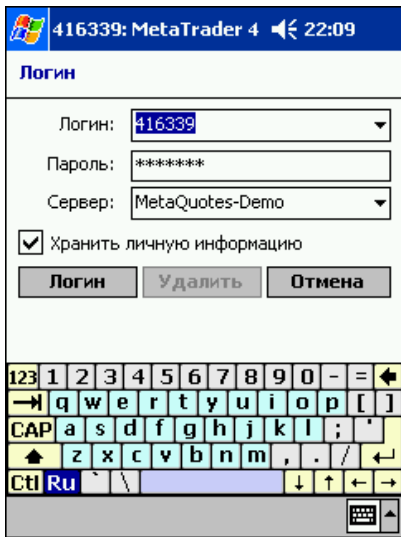 416339: MetaTrader 4 22:09
Логин
Логин: 416339
Пароль: *******
Сервер: MetaQuotes-Demo
Хранить личную информацию
Логин Удалить Отмена
123 1 2 3 4 5 6 7 8 9 0 - =
q w e r t y u i o p [ ]
CAP a s d f g h j k l ; '
z x c v b n m , . /
Ctl Ru ` \ ↓ ↑ ← →